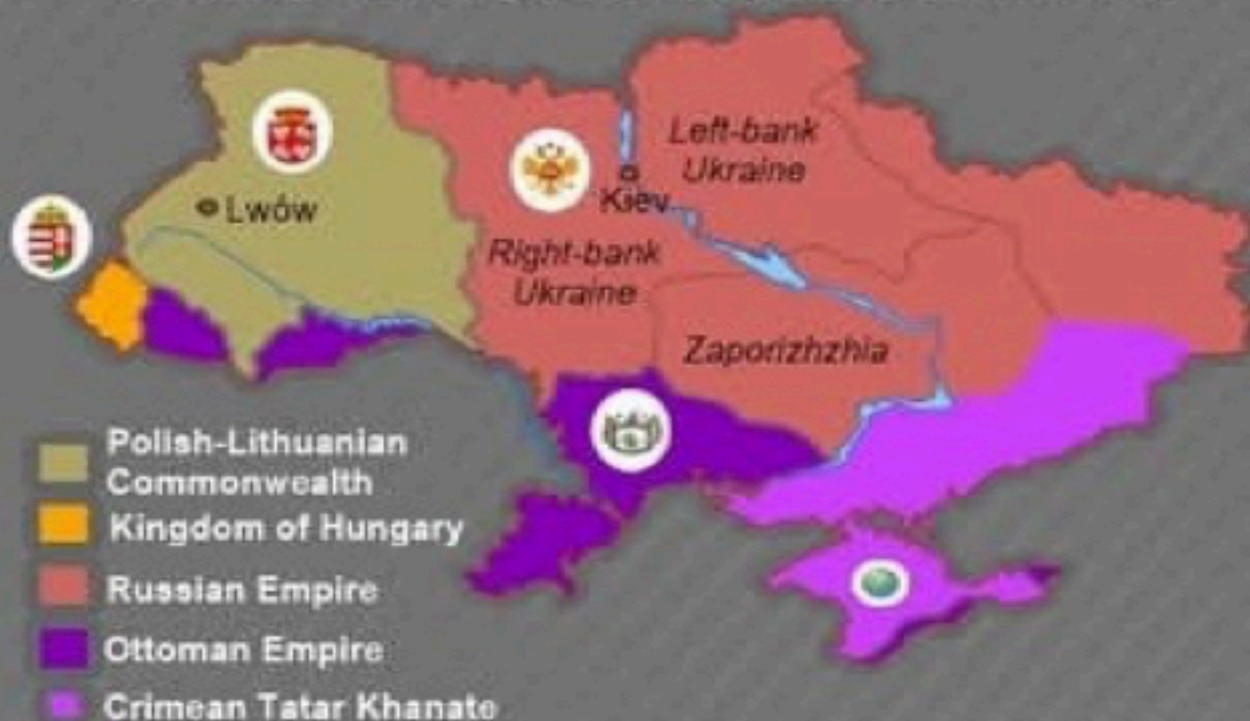 Left-bank
Ukraine
Lwów
Kiev
Right-bank
Ukraine
Zaporizhzhia
Polish-Lithuanian
Commonwealth
Kingdom of Hungary
Russian Empire
Ottoman Empire
Crimean Tatar Khanate